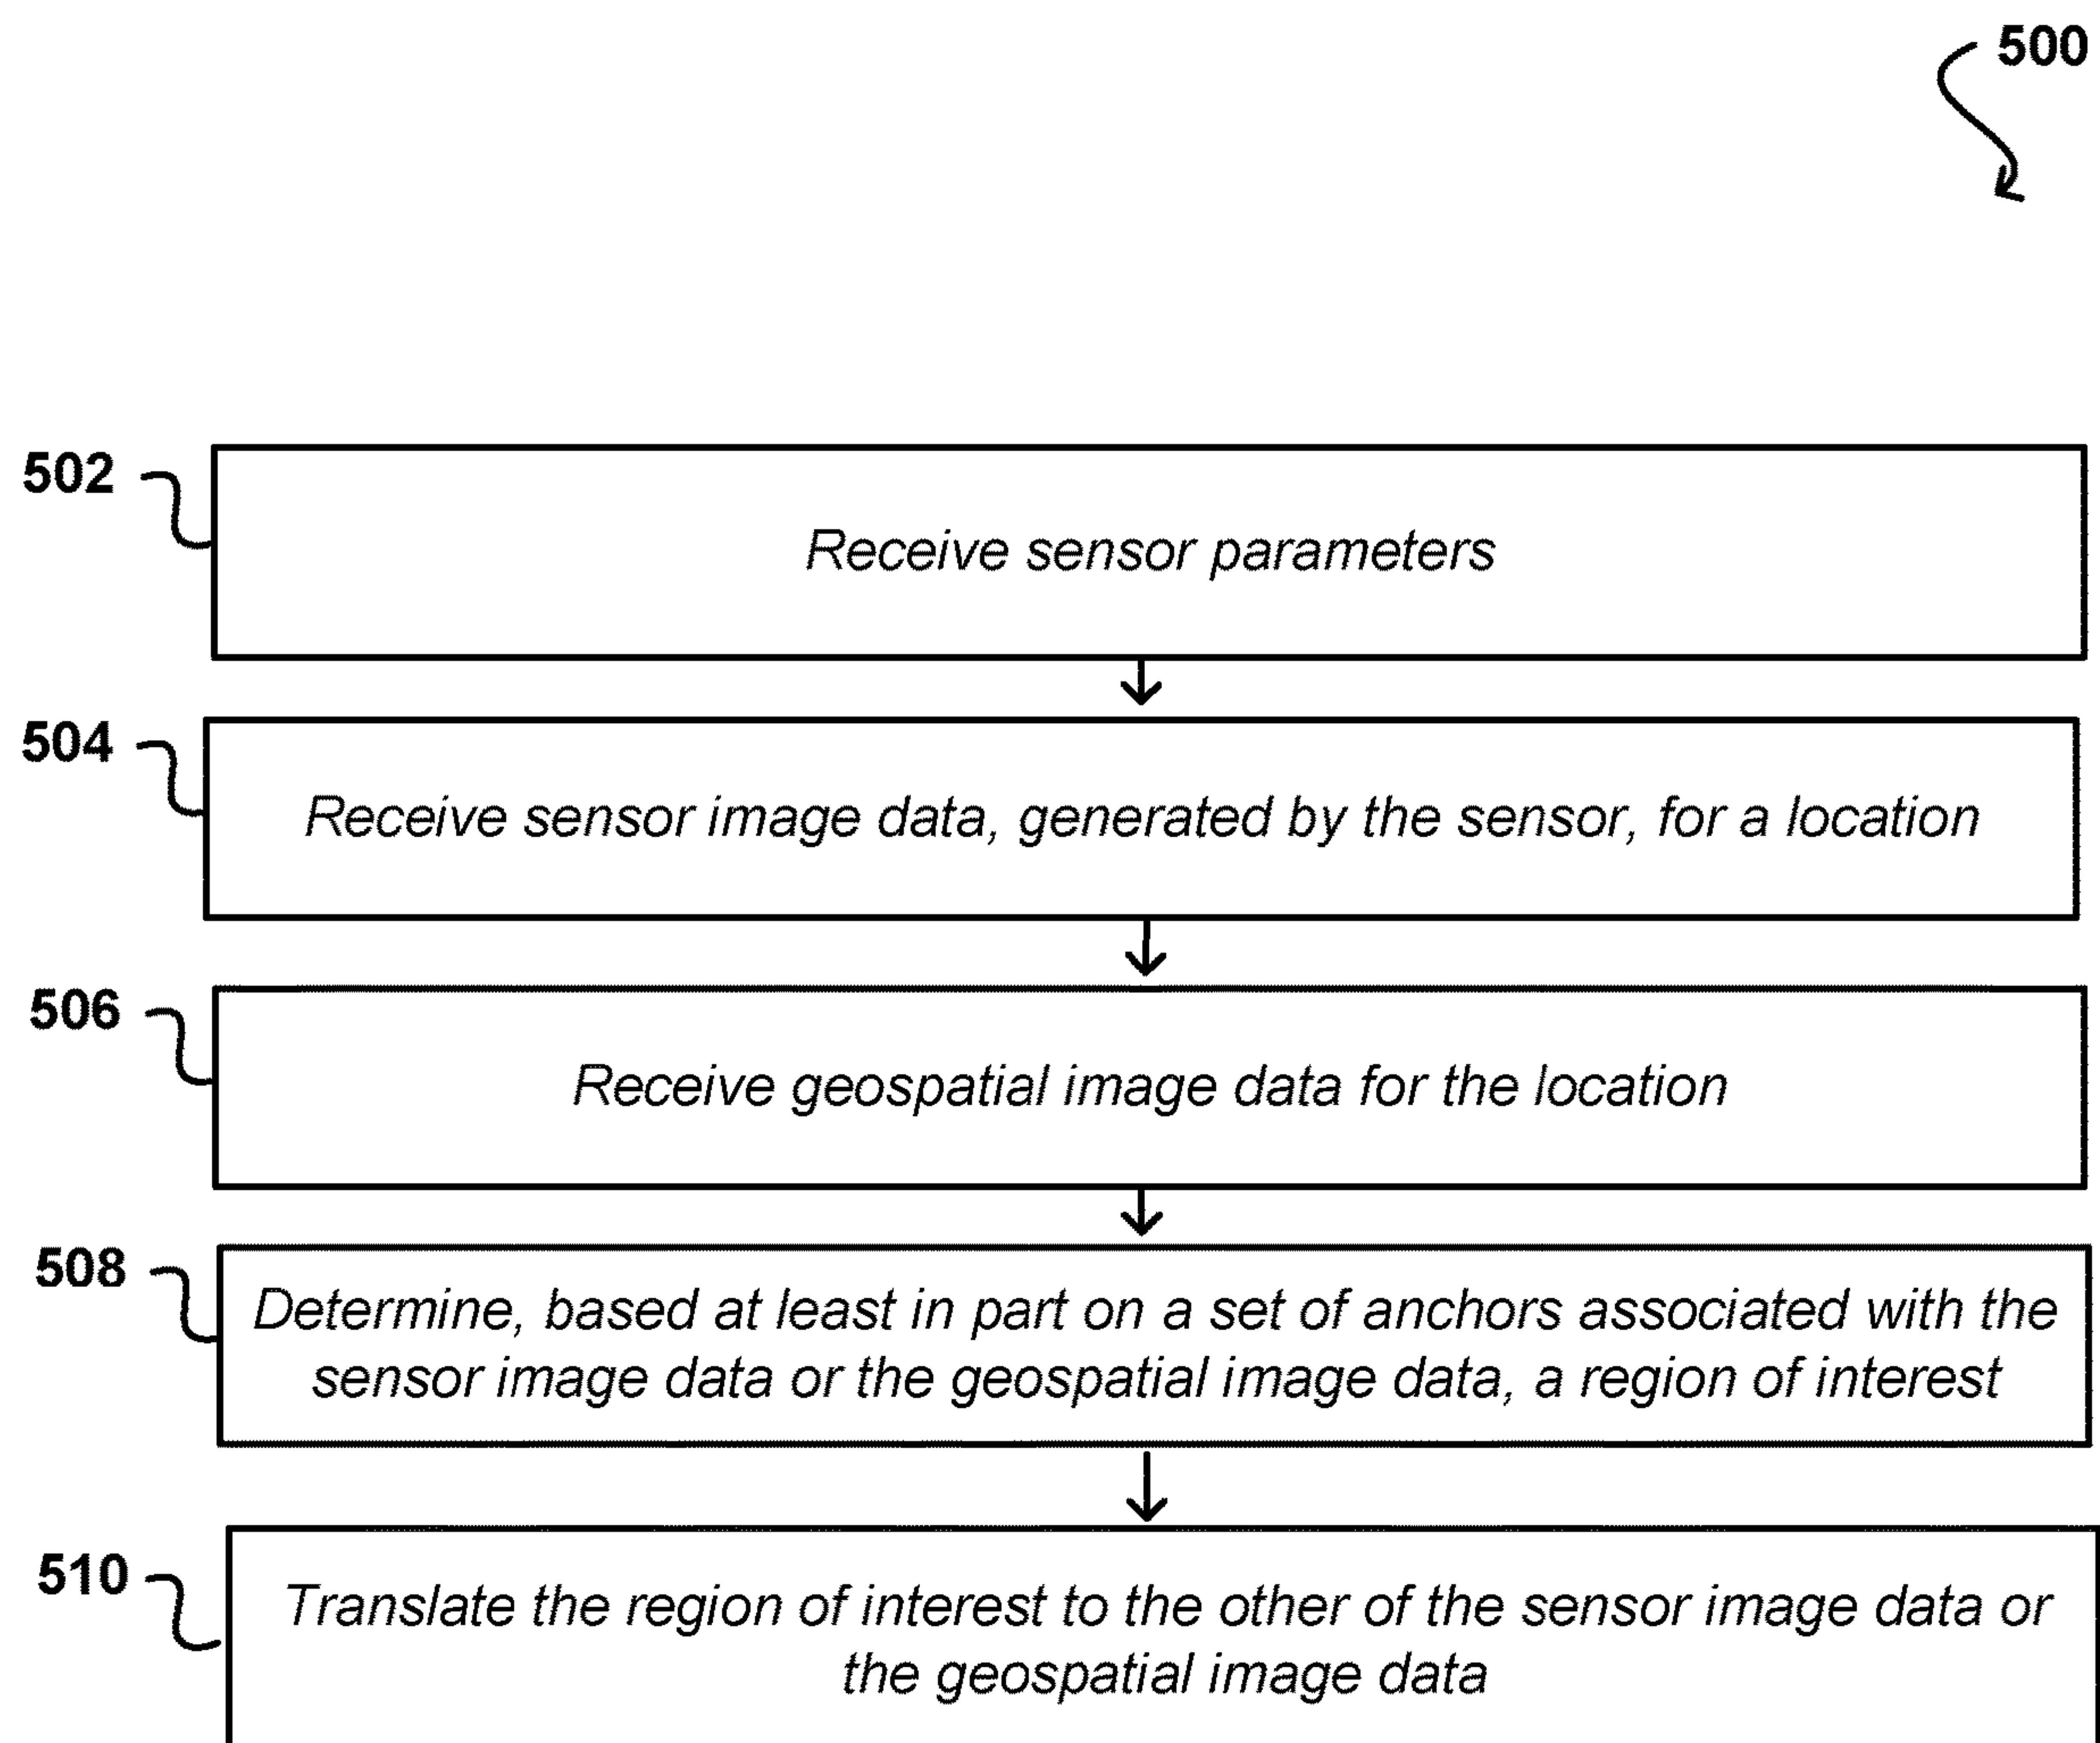 500
502
Receive sensor parameters
504
Receive sensor image data, generated by the sensor, for a location
506
Receive geospatial image data for the location
508
Determine, based at least in part on a set of anchors associated with the
sensor image data or the geospatial image data, a region of interest
510
Translate the region of interest to the other of the sensor image data or
the geospatial image data